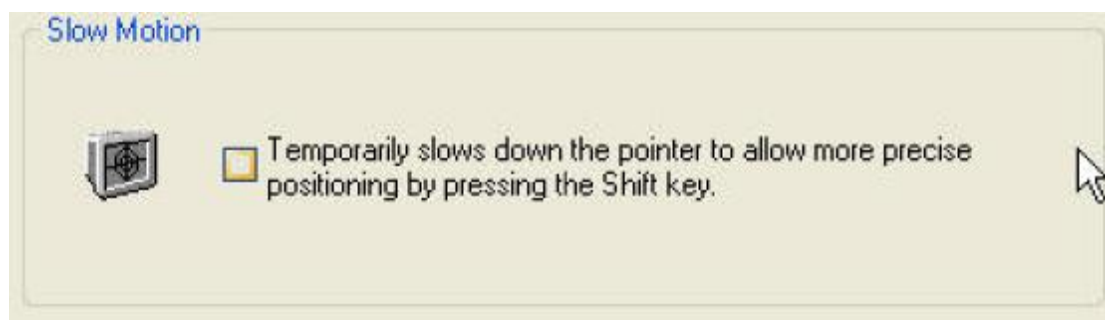 Slow Motion
Temporarily slows down the pointer to allow more precise
positioning by pressing the Shift key.